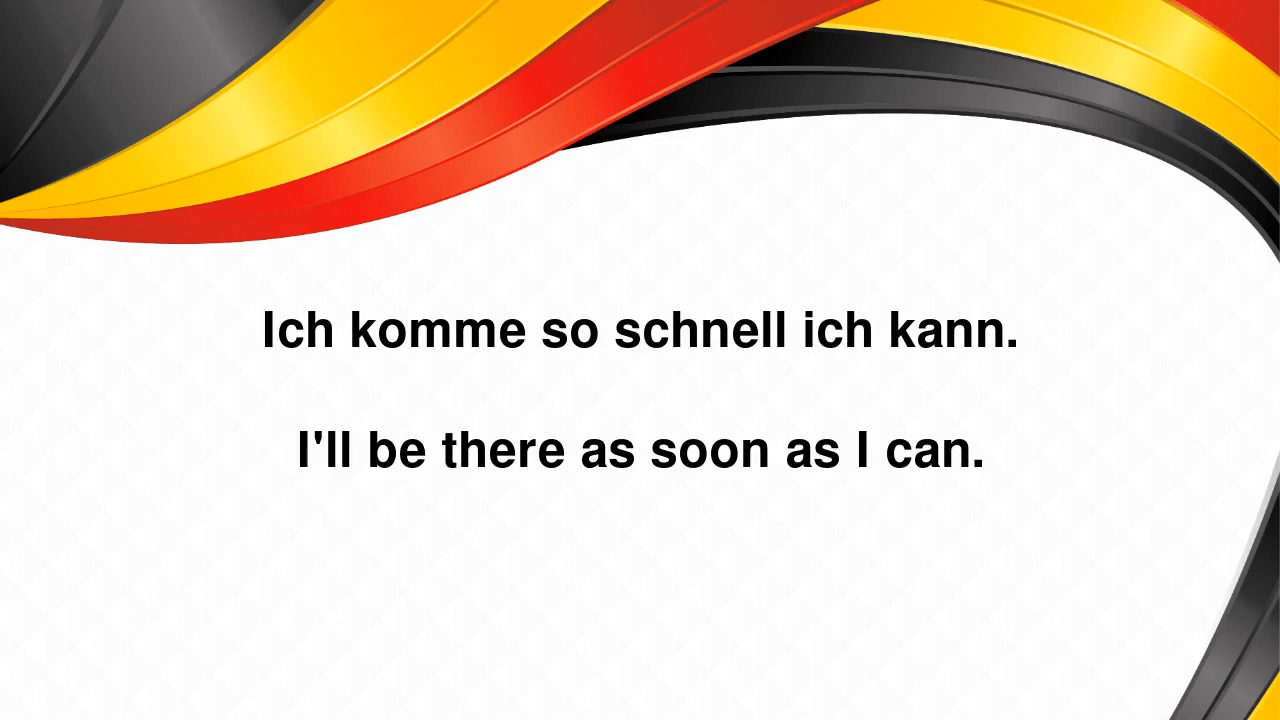 Ich komme so schnell ich kann.
I'll be there as soon as I can.